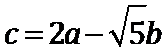 c = 2a − √5b